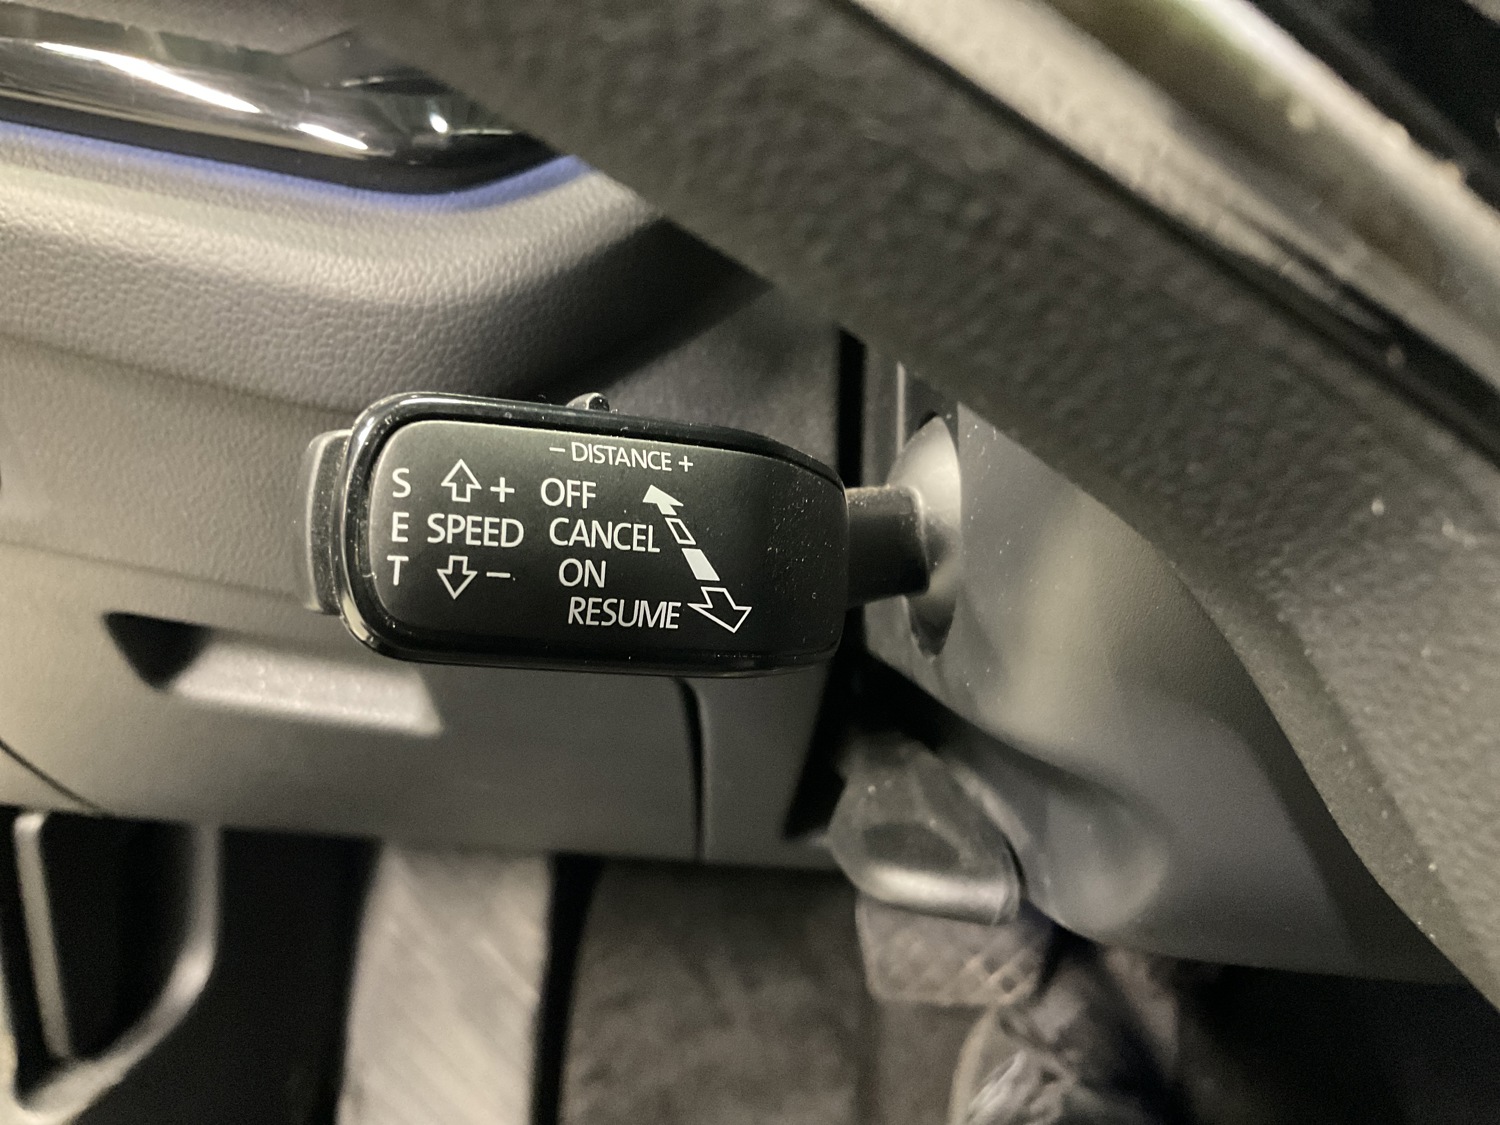 – DISTANCE +
S + OFF
E SPEED CANCEL
T – ON
RESUME